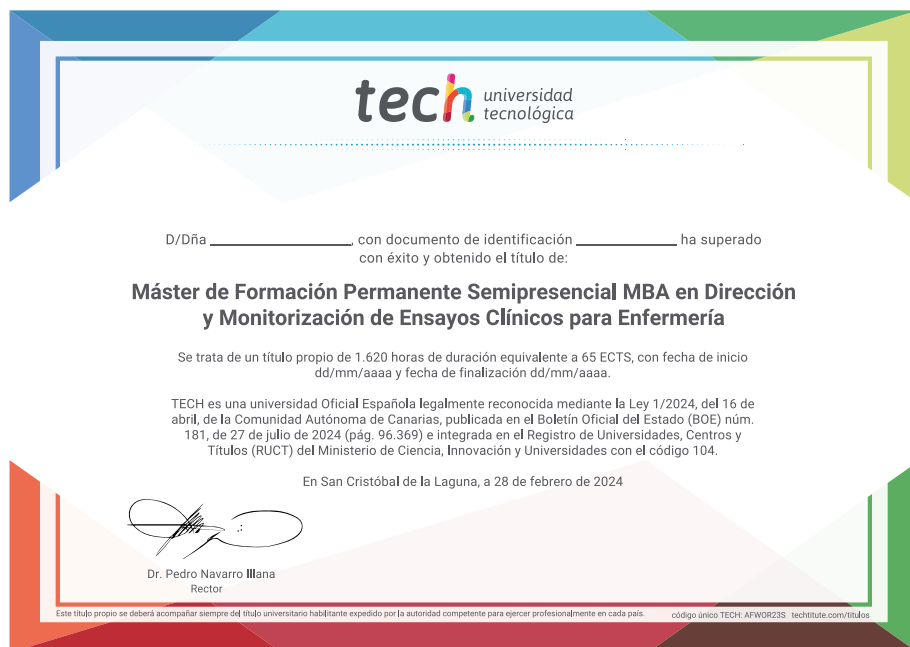 tech universidad
tecnológica
D/Dña ________________, con documento de identificación ____________ ha superado
con éxito y obtenido el título de:
Máster de Formación Permanente Semipresencial MBA en Dirección
y Monitorización de Ensayos Clínicos para Enfermería
Se trata de un título propio de 1.620 horas de duración equivalente a 65 ECTS, con fecha de inicio
dd/mm/aaaa y fecha de finalización dd/mm/aaaa.
TECH es una universidad Oficial Española legalmente reconocida mediante la Ley 1/2024, del 16 de
abril, de la Comunidad Autónoma de Canarias, publicada en el Boletín Oficial del Estado (BOE) núm.
181, de 27 de julio de 2024 (pág. 96.369) e integrada en el Registro de Universidades, Centros y
Títulos (RUCT) del Ministerio de Ciencia, Innovación y Universidades con el código 104.
En San Cristóbal de la Laguna, a 28 de febrero de 2024
Dr. Pedro Navarro Illana
Rector
Este título propio se deberá acompañar siempre del título universitario habilitante expedido por la autoridad competente para ejercer profesionalmente en cada país. código único TECH: AFWOR23S techtitute.com/titulos